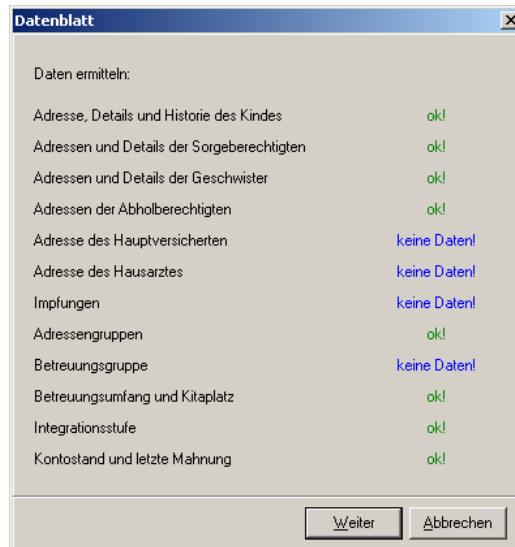 Datenblatt
Daten ermitteln:
Adresse, Details und Historie des Kindes ok!
Adressen und Details der Sorgeberechtigten ok!
Adressen und Details der Geschwister ok!
Adressen der Abholberechtigten ok!
Adresse des Hauptversicherten keine Daten!
Adresse des Hausarztes keine Daten!
Impfungen keine Daten!
Adressengruppen ok!
Betreuungsgruppe keine Daten!
Betreuungsumfang und Kitaplatz ok!
Integrationsstufe ok!
Kontostand und letzte Mahnung ok!
Weiter Abbrechen